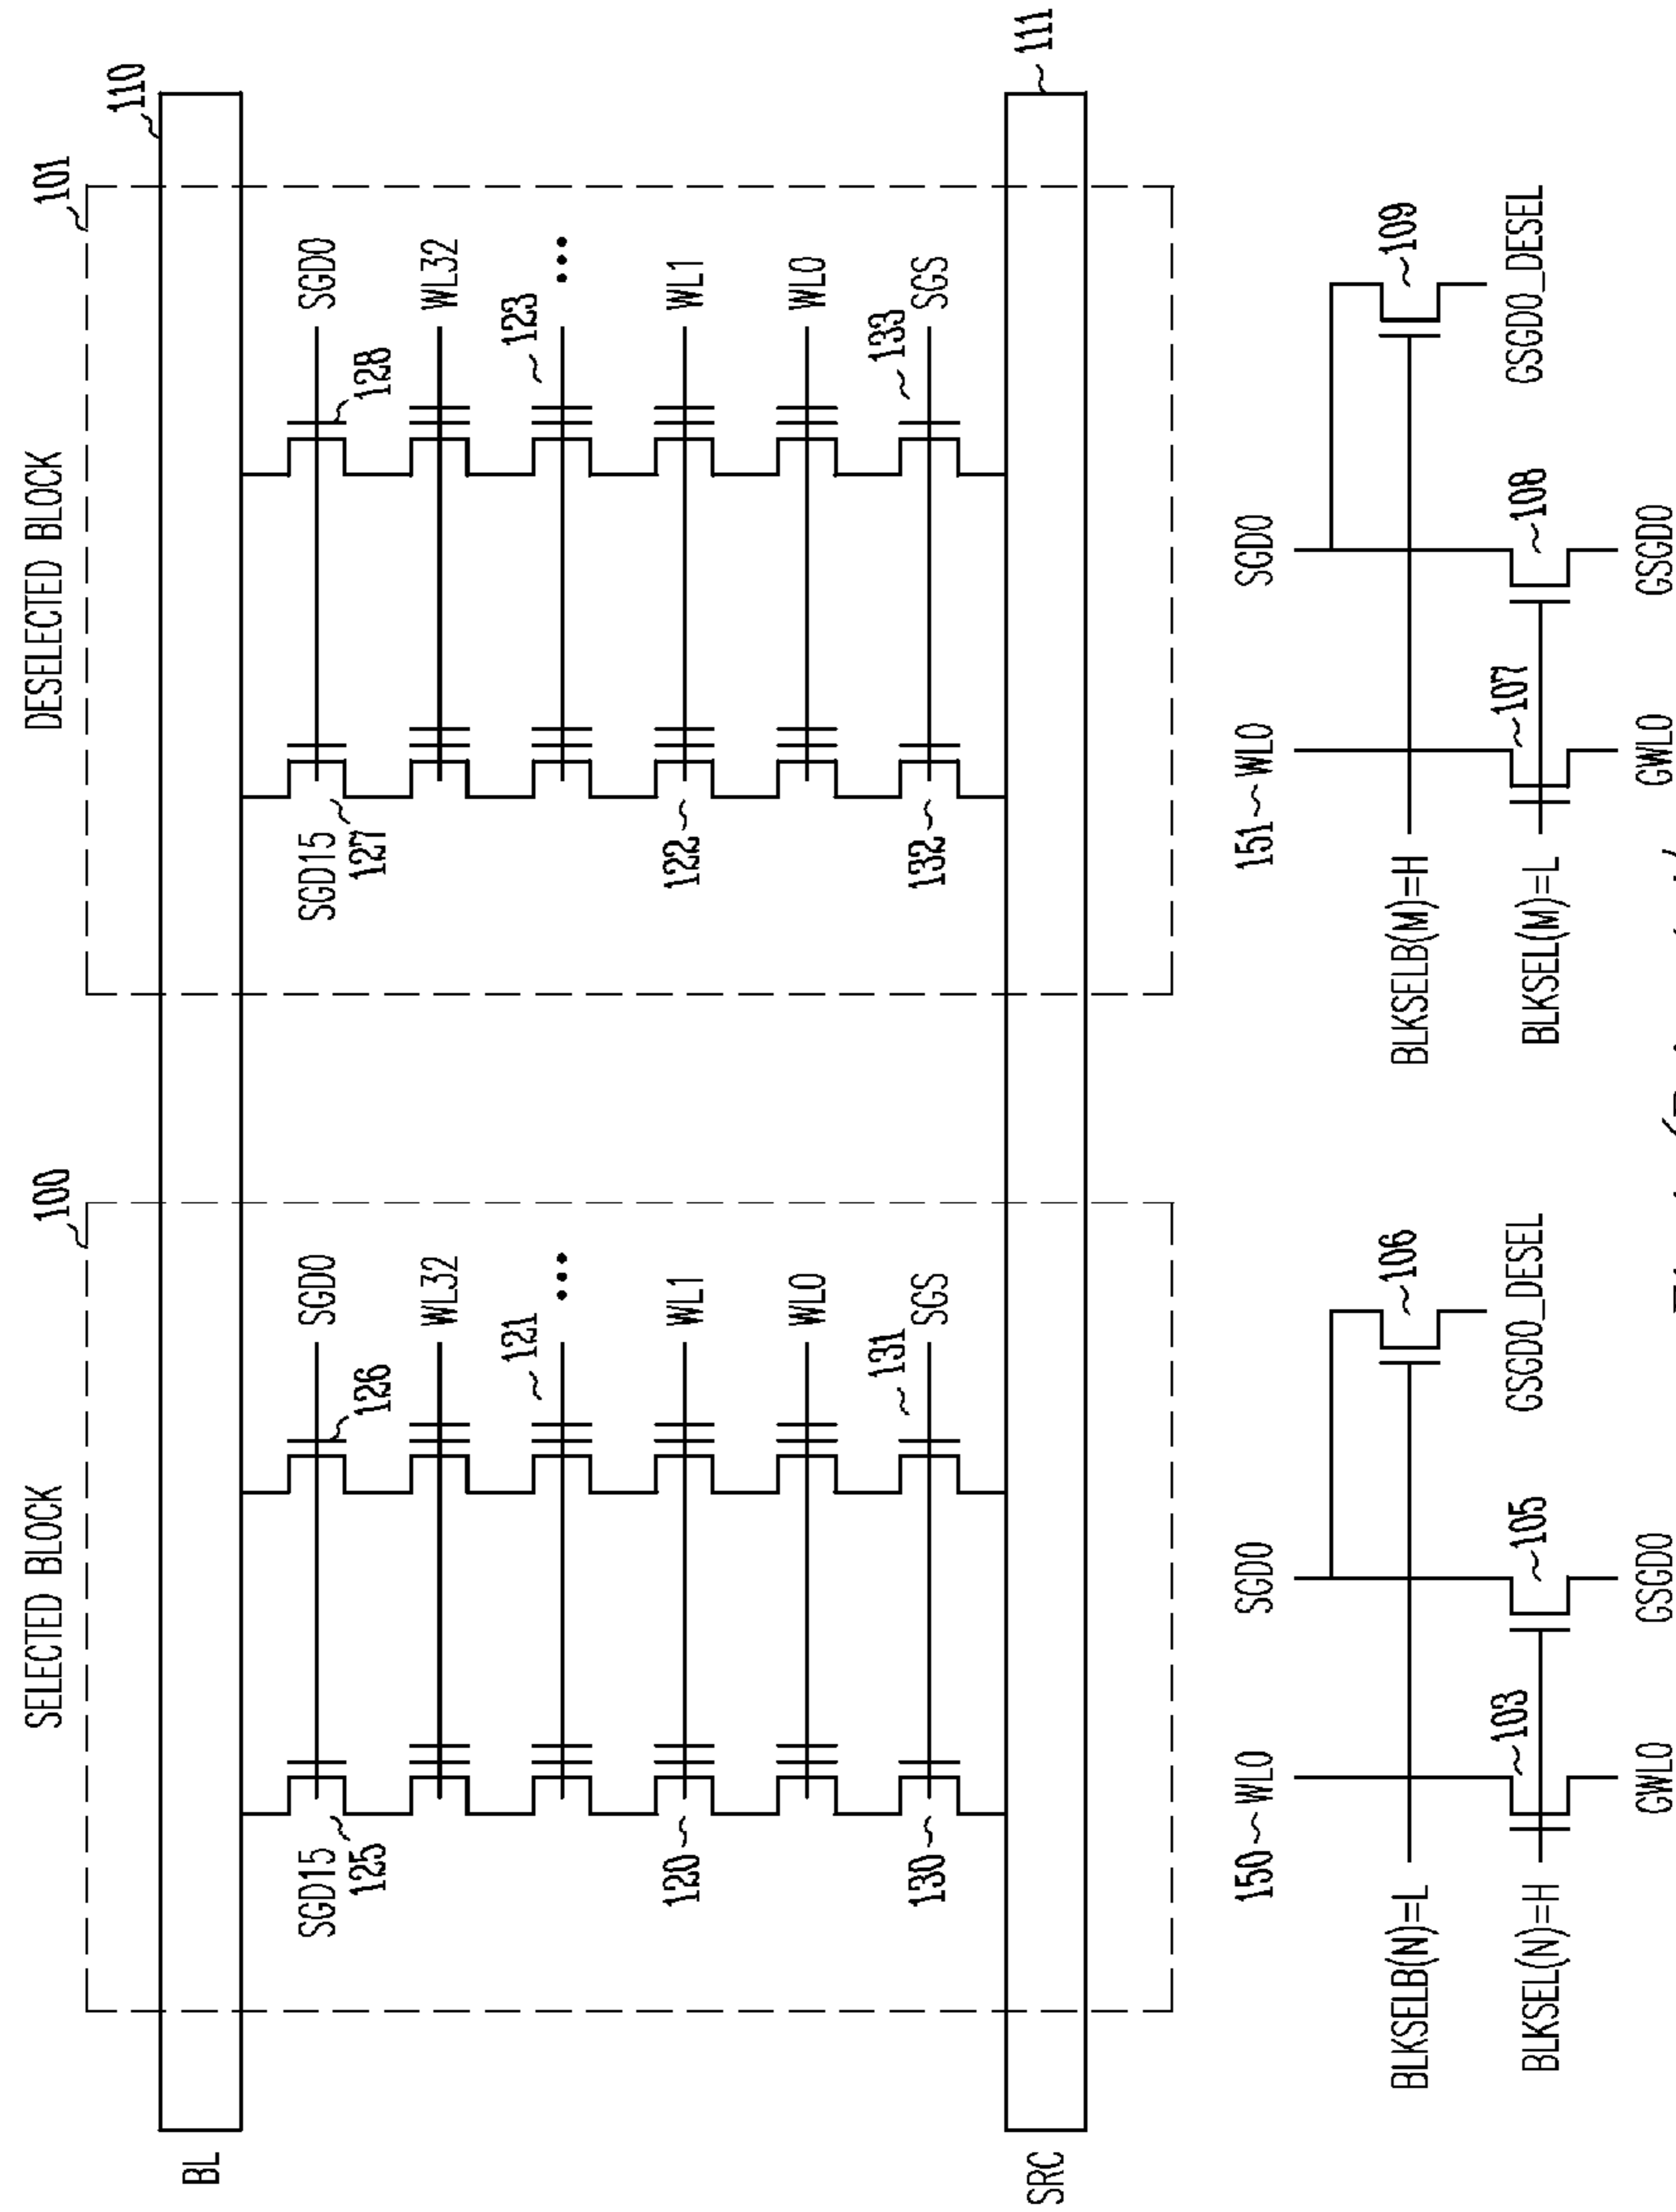 SELECTED BLOCK
DESELECTED BLOCK
100
101
110
BL
SGD15
125
126
SGD0
SGD15
127
128
SGD0
WL32
WL32
121
...
123
...
120
WL1
122
WL1
WL0
WL0
130
131
SGS
132
133
SGS
SRC
111
150
WL0
SGD0
151
WL0
SGD0
BLKSELB(N)=L
106
BLKSELB(M)=H
109
BLKSEL(N)=H
103
105
GSGD0_DESEL
BLKSEL(M)=L
107
108
GSGD0_DESEL
GWL0
GSGD0
GWL0
GSGD0